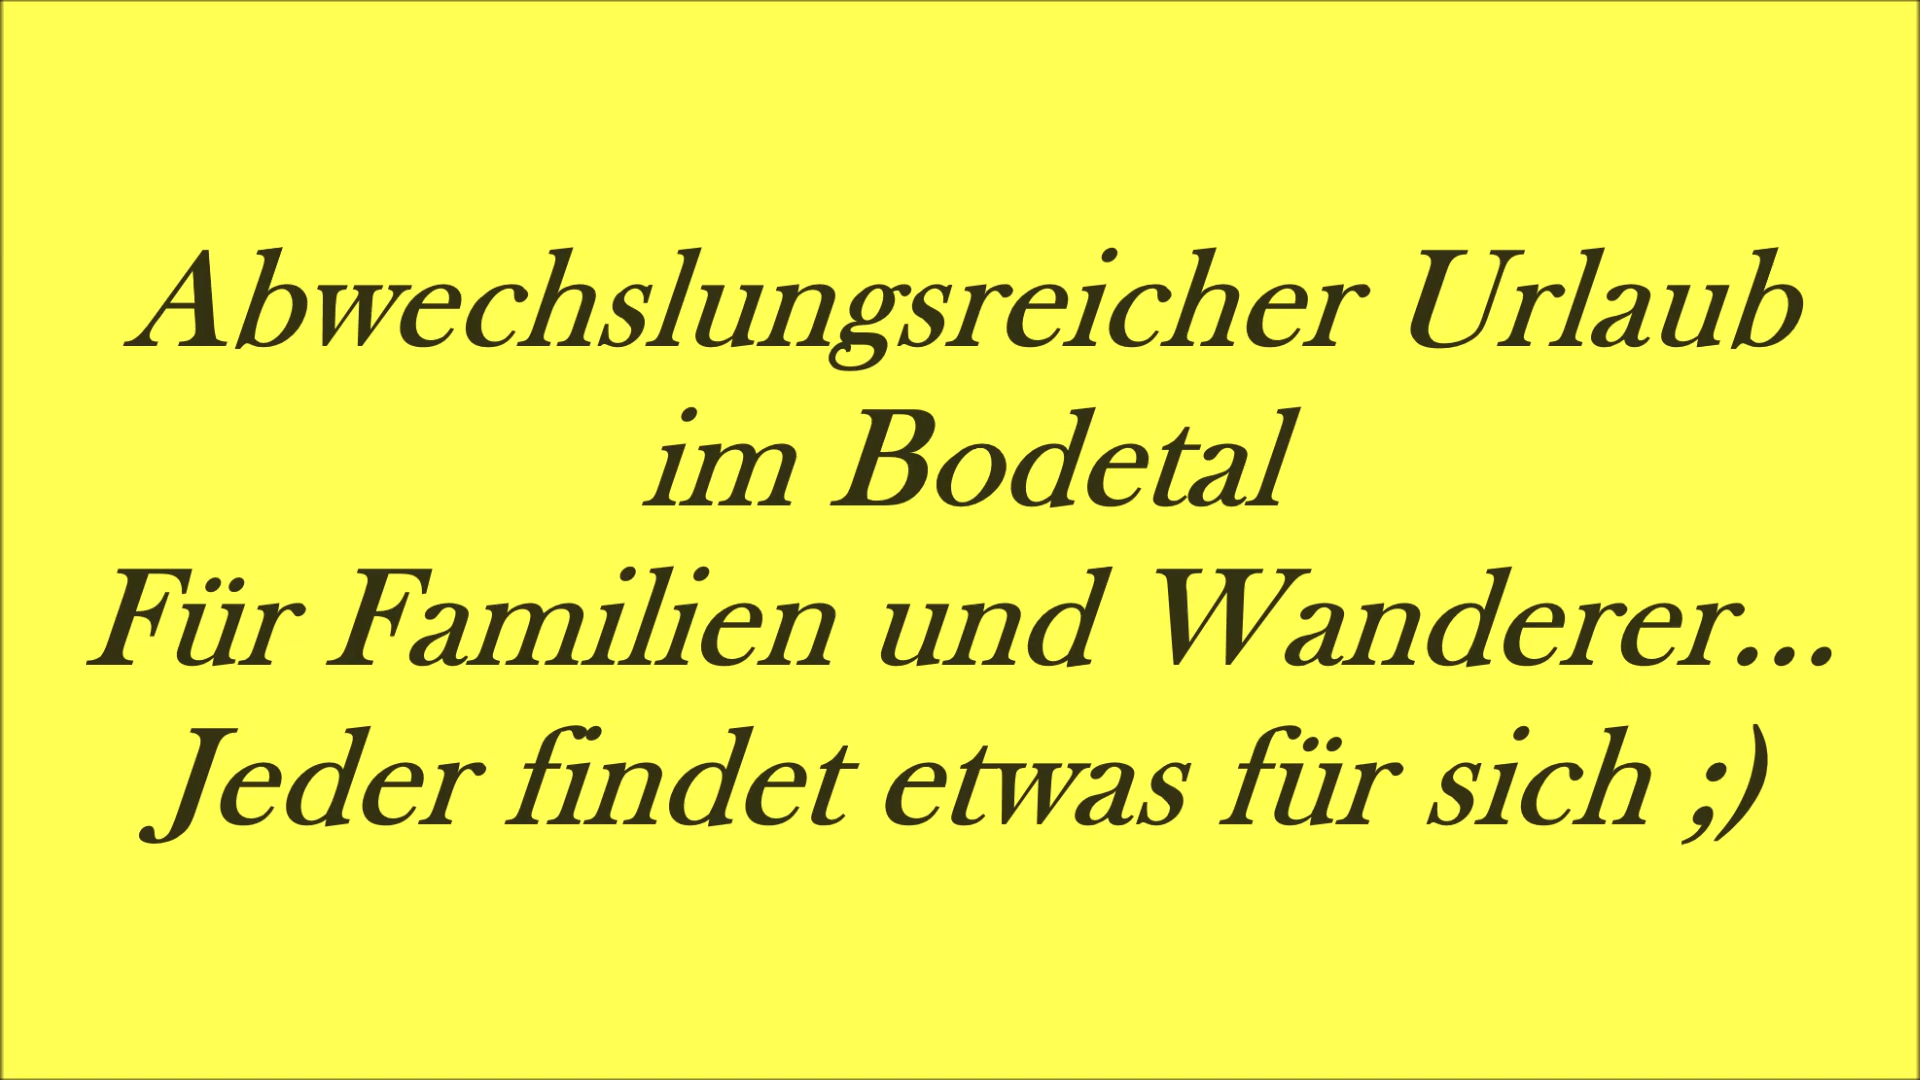 Abwechslungsreicher Urlaub
im Bodetal
Für Familien und Wanderer...
Jeder findet etwas für sich ;)